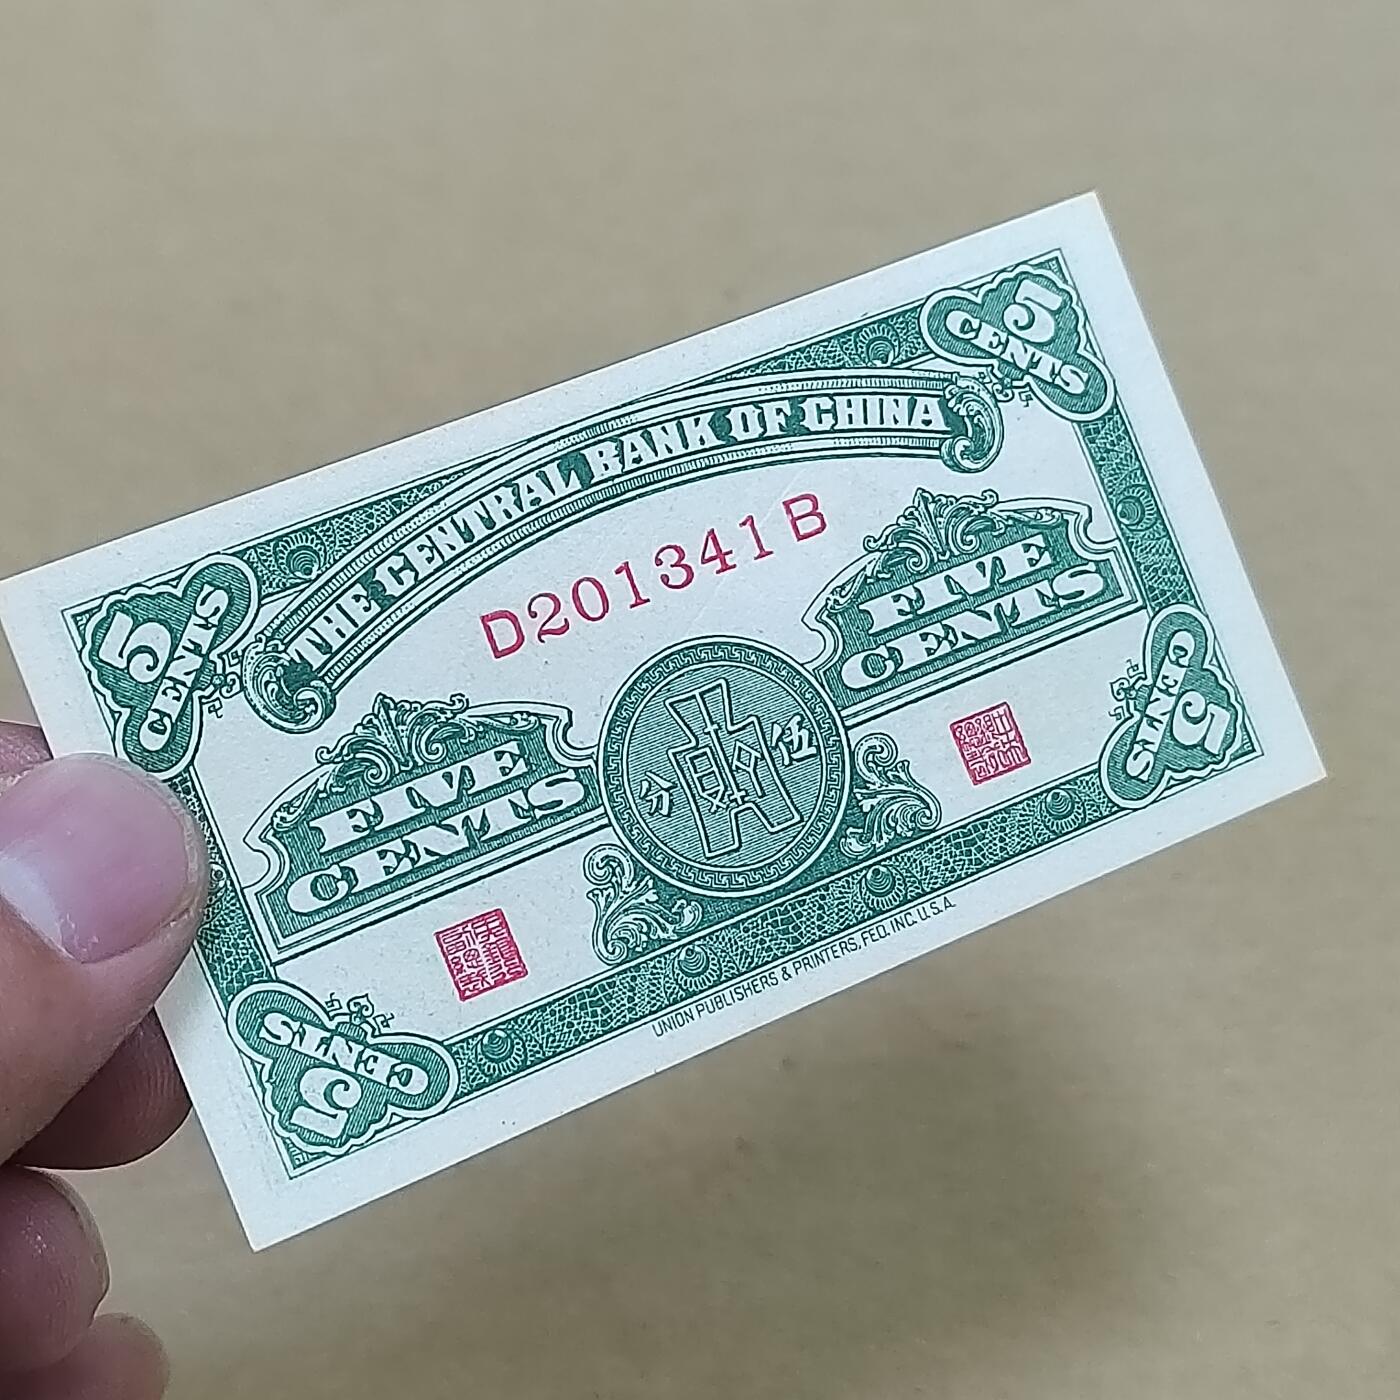 5
CENTS
THE CENTRAL BANK OF CHINA
5
CENTS
D201341B
FIVE
CENTS
FIVE
CENTS
分 伍
5
CENTS
5
CENTS
UNION PUBLISHERS & PRINTERS, FED, INC. U.S.A.